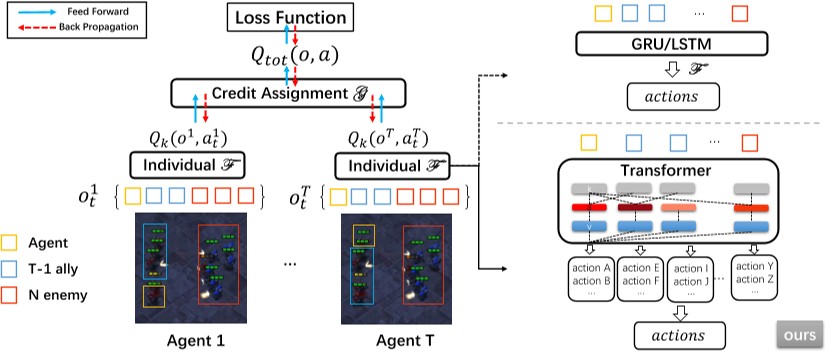 Feed Forward
Back Propagation
Loss Function
Q_tot(o, a)
Credit Assignment 𝒢
Q_k(o^1, a_t^1)
Q_k(o^T, a_t^T)
Individual ℱ
Individual ℱ
o_t^1 { }
o_t^T { }
Agent
T-1 ally
N enemy
...
Agent 1
Agent T
...
GRU/LSTM
ℱ
actions
...
Transformer
V
action A
action B
...
action E
action F
...
action I
action J
...
...
action Y
action Z
...
actions
ours